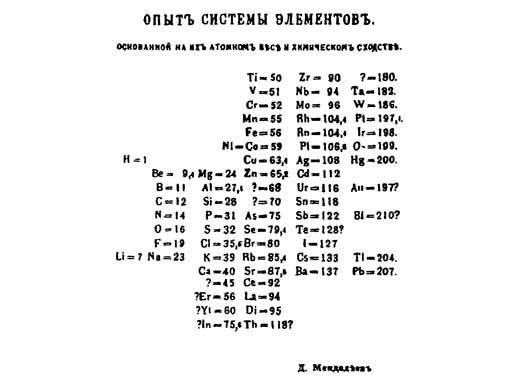 ОПЫТЪ СИСТЕМЫ ЭЛЕМЕНТОВЪ.
ОСНОВАННОЙ НА ИХЪ АТОМНОМЪ ВѢСѢ И ХИМИЧЕСКОМЪ СХОДСТВѢ.
Ti = 50 Zr = 90 ? = 180.
V = 51 Nb = 94 Ta = 182.
Cr = 52 Mo = 96 W = 186.
Mn = 55 Rh = 104,4 Pt = 197,1.
Fe = 56 Rn = 104,4 Ir = 198.
Ni = Co = 59 Pl = 106,6 O- = 199.
H = 1 Cu = 63,4 Ag = 108 Hg = 200.
Be = 9,4 Mg = 24 Zn = 65,2 Cd = 112
B = 11 Al = 27,1 ? = 68 Ur = 116 Au = 197?
C = 12 Si = 28 ? = 70 Sn = 118
N = 14 P = 31 As = 75 Sb = 122 Bi = 210?
O = 16 S = 32 Se = 79,4 Te = 128?
F = 19 Cl = 35,5 Br = 80 I = 127
Li = 7 Na = 23 K = 39 Rb = 85,4 Cs = 133 Tl = 204.
Ca = 40 Sr = 87,6 Ba = 137 Pb = 207.
? = 45 Ce = 92
?Er = 56 La = 94
?Yt = 60 Di = 95
?In = 75,6 Th = 118?
Д. Менделѣевъ